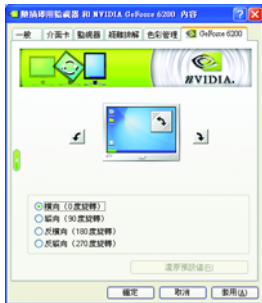 隨插即用監視器 和 NVIDIA GeForce 6200 內容
一般 介面卡 監視器 疑難排解 色彩管理 GeForce 6200
NVIDIA.
橫向 (0度旋轉)
縱向 (90度旋轉)
反橫向 (180度旋轉)
反縱向 (270度旋轉)
還原預設值(E)
確定 取消 套用(A)